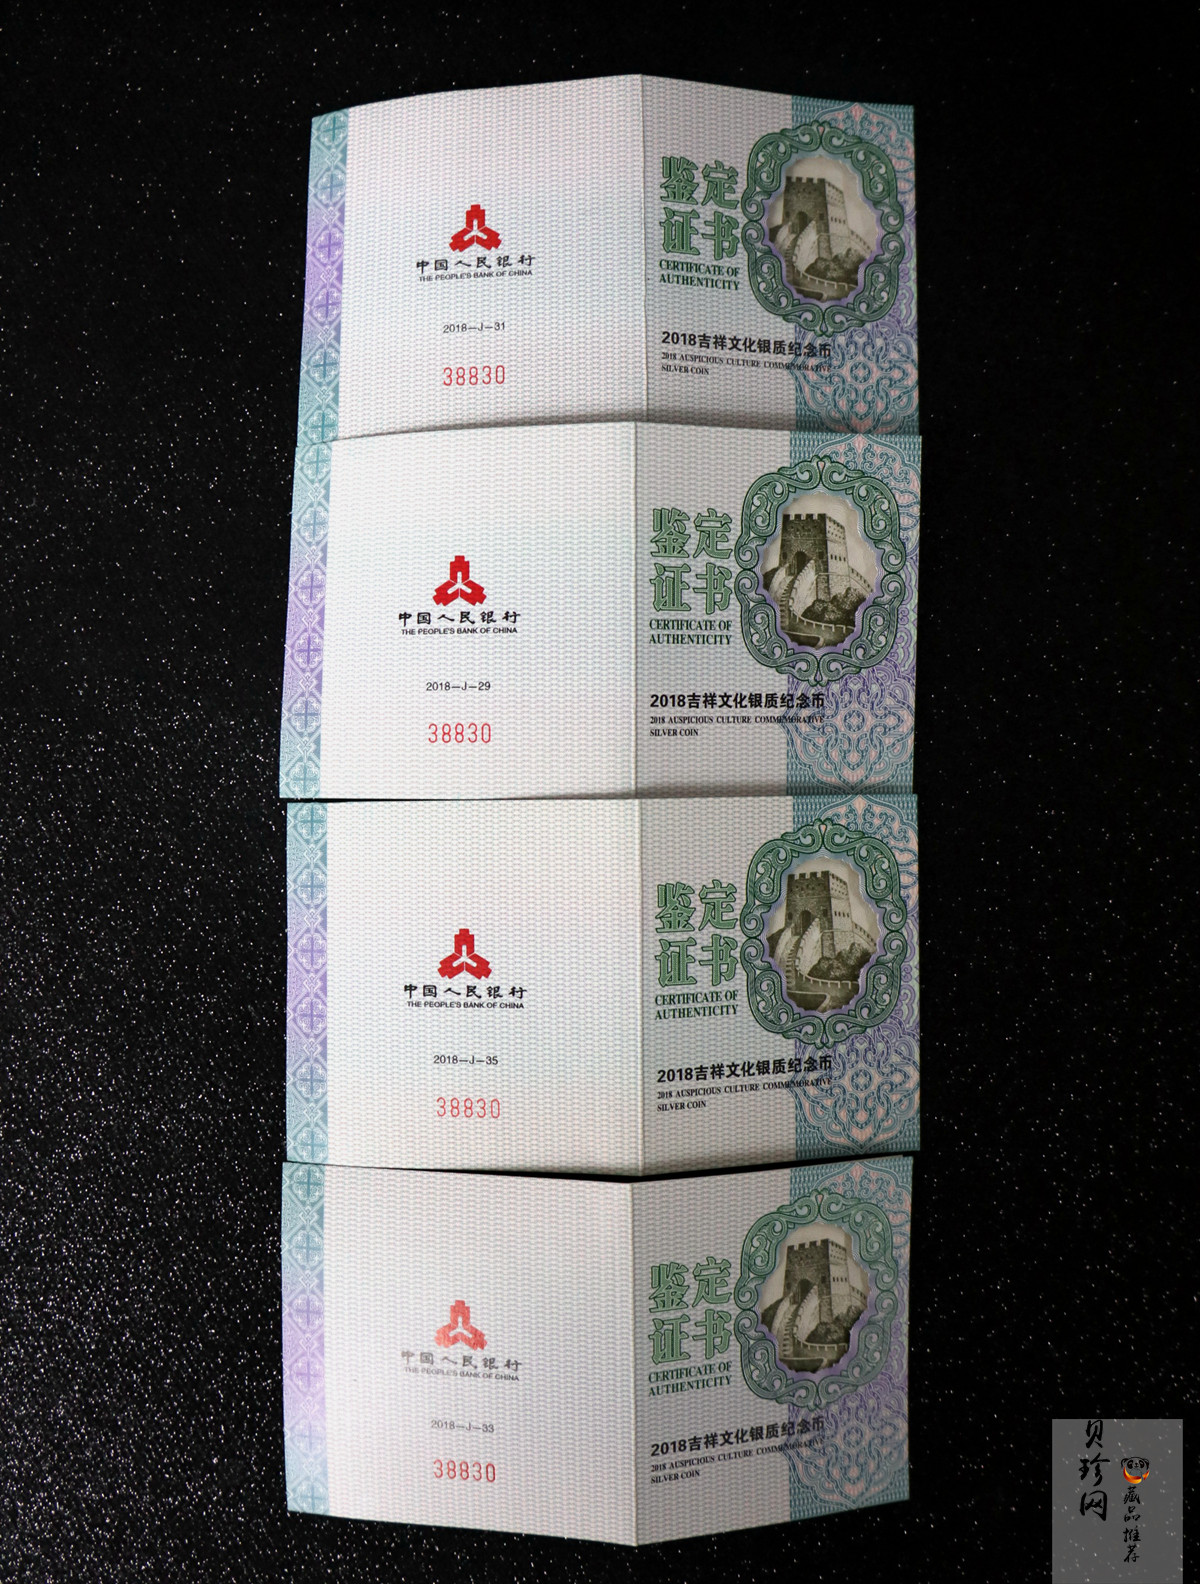 中国人民银行
THE PEOPLE'S BANK OF CHINA
2018—J—31
38830
鉴定
证书
CERTIFICATE OF
AUTHENTICITY
2018吉祥文化银质纪念币
2018 AUSPICIOUS CULTURE COMMEMORATIVE
SILVER COIN
中国人民银行
THE PEOPLE'S BANK OF CHINA
2018—J—29
38830
鉴定
证书
CERTIFICATE OF
AUTHENTICITY
2018吉祥文化银质纪念币
2018 AUSPICIOUS CULTURE COMMEMORATIVE
SILVER COIN
中国人民银行
THE PEOPLE'S BANK OF CHINA
2018—J—35
38830
鉴定
证书
CERTIFICATE OF
AUTHENTICITY
2018吉祥文化银质纪念币
2018 AUSPICIOUS CULTURE COMMEMORATIVE
SILVER COIN
中国人民银行
THE PEOPLE'S BANK OF CHINA
2018—J—33
38830
鉴定
证书
CERTIFICATE OF
AUTHENTICITY
2018吉祥文化银质纪念币
2018 AUSPICIOUS CULTURE COMMEMORATIVE
SILVER COIN
贝珍网
藏品推荐